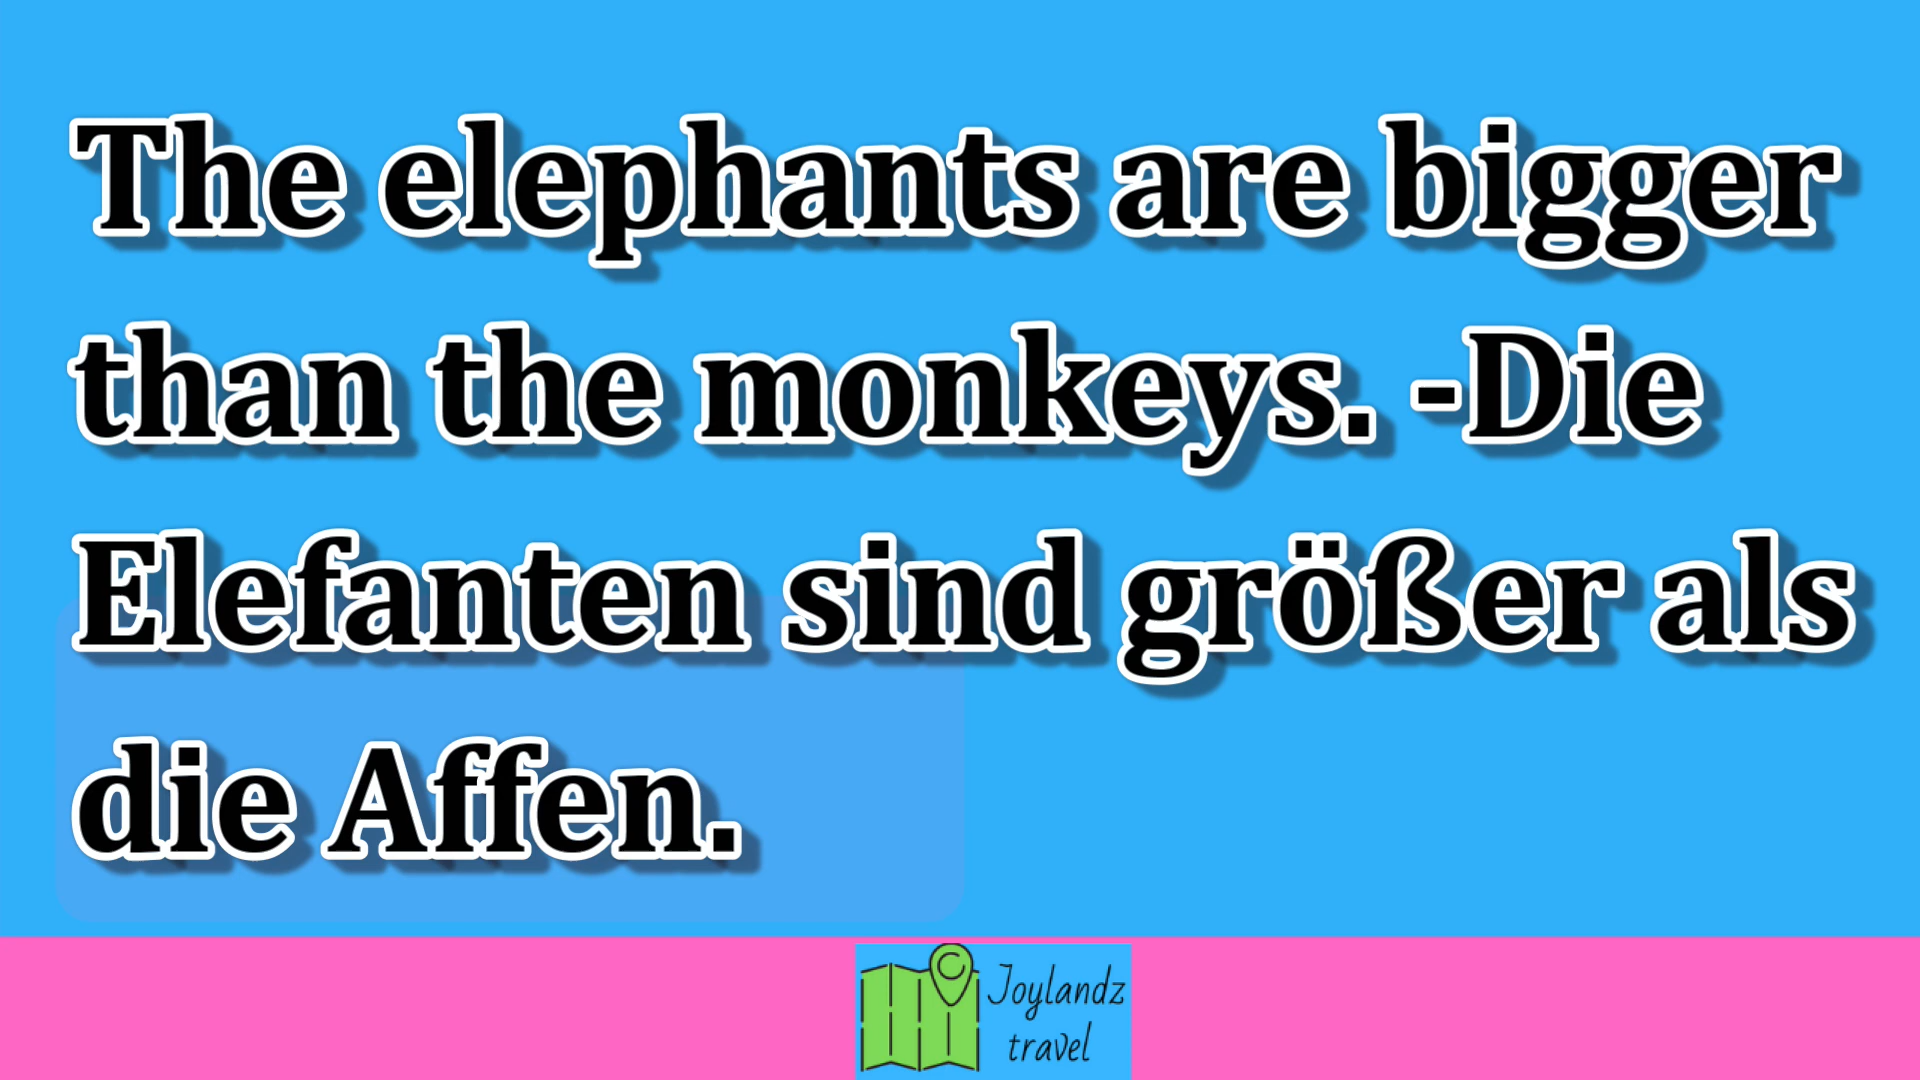 The elephants are bigger
than the monkeys. -Die
Elefanten sind größer als
die Affen.
Joylandz
travel